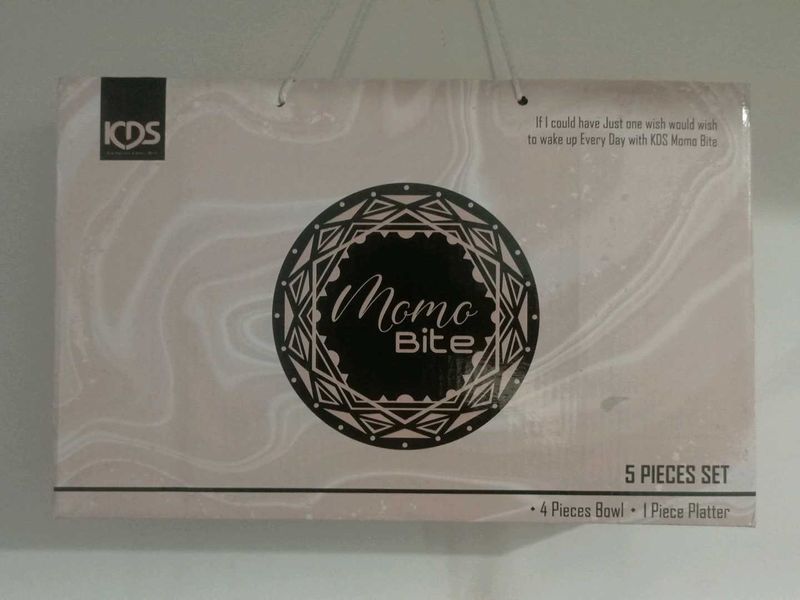 KDS
If I could have Just one wish would wish
to wake up Every Day with KDS Momo Bite
Momo
Bite
5 PIECES SET
• 4 Pieces Bowl • 1 Piece Platter